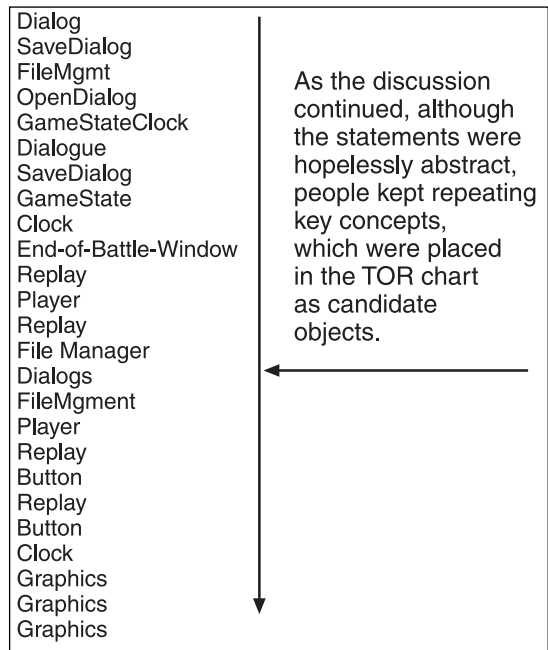 Dialog
SaveDialog
FileMgmt
OpenDialog
GameStateClock
Dialogue
SaveDialog
GameState
Clock
End-of-Battle-Window
Replay
Player
Replay
File Manager
Dialogs
FileMgment
Player
Replay
Button
Replay
Button
Clock
Graphics
Graphics
Graphics
As the discussion
continued, although
the statements were
hopelessly abstract,
people kept repeating
key concepts,
which were placed
in the TOR chart
as candidate
objects.